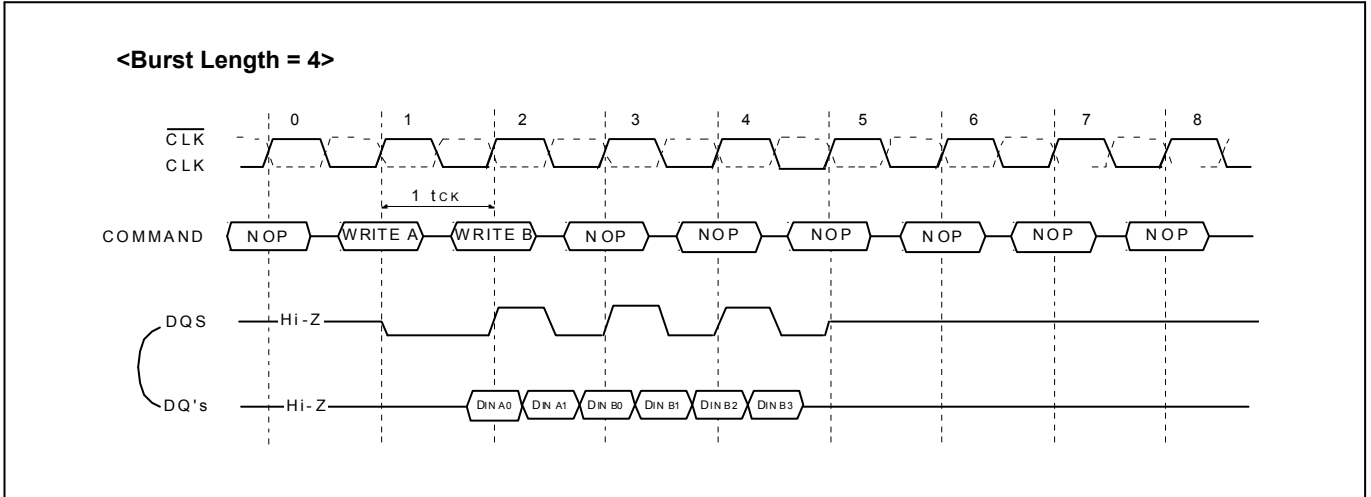 <Burst Length = 4>
0 1 2 3 4 5 6 7 8
CLK
CLK
1 tCK
COMMAND NOP WRITE A WRITE B NOP NOP NOP NOP NOP NOP
DQS Hi-Z
DQ's Hi-Z DIN A0 DIN A1 DIN B0 DIN B1 DIN B2 DIN B3